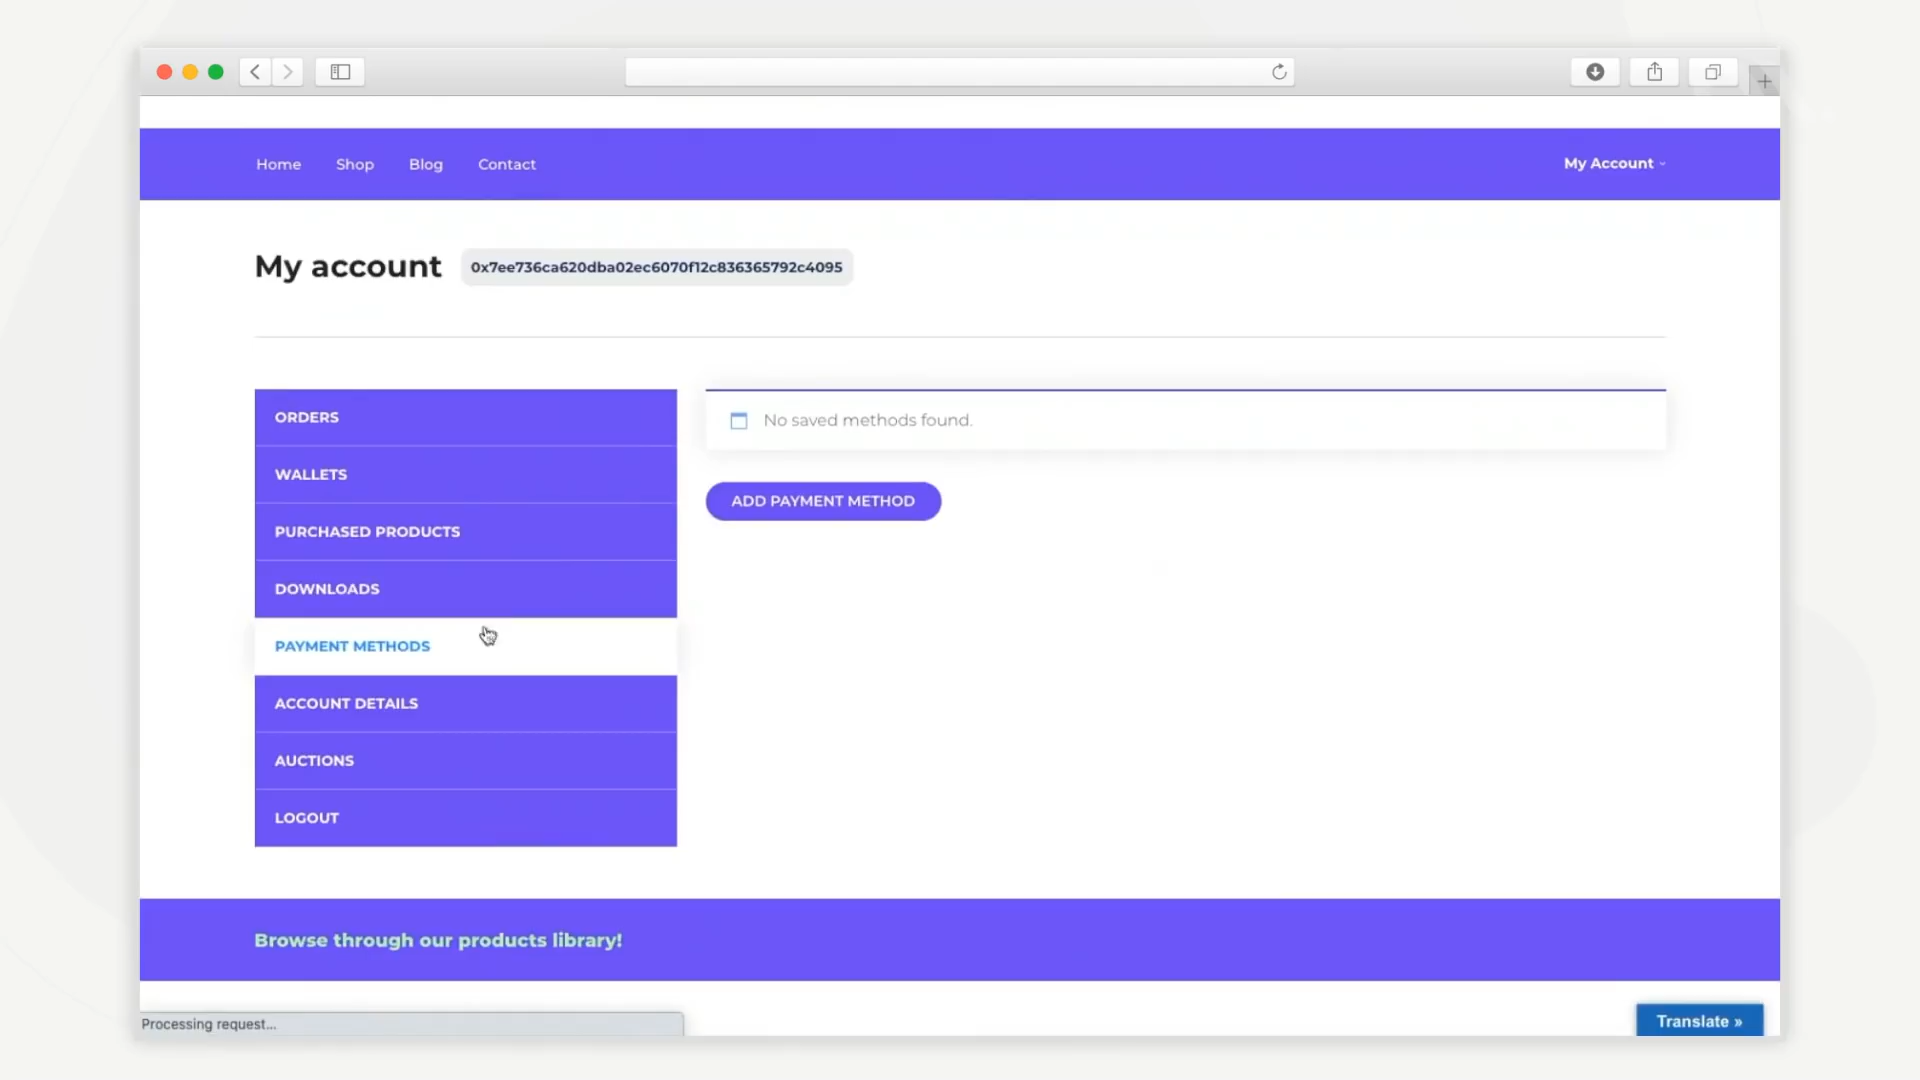 Home Shop Blog Contact My Account
My account 0x7ee736ca620dba02ec6070f12c836365792c4095
ORDERS
WALLETS
PURCHASED PRODUCTS
DOWNLOADS
PAYMENT METHODS
ACCOUNT DETAILS
AUCTIONS
LOGOUT
No saved methods found.
ADD PAYMENT METHOD
Browse through our products library!
Processing request...
Translate »